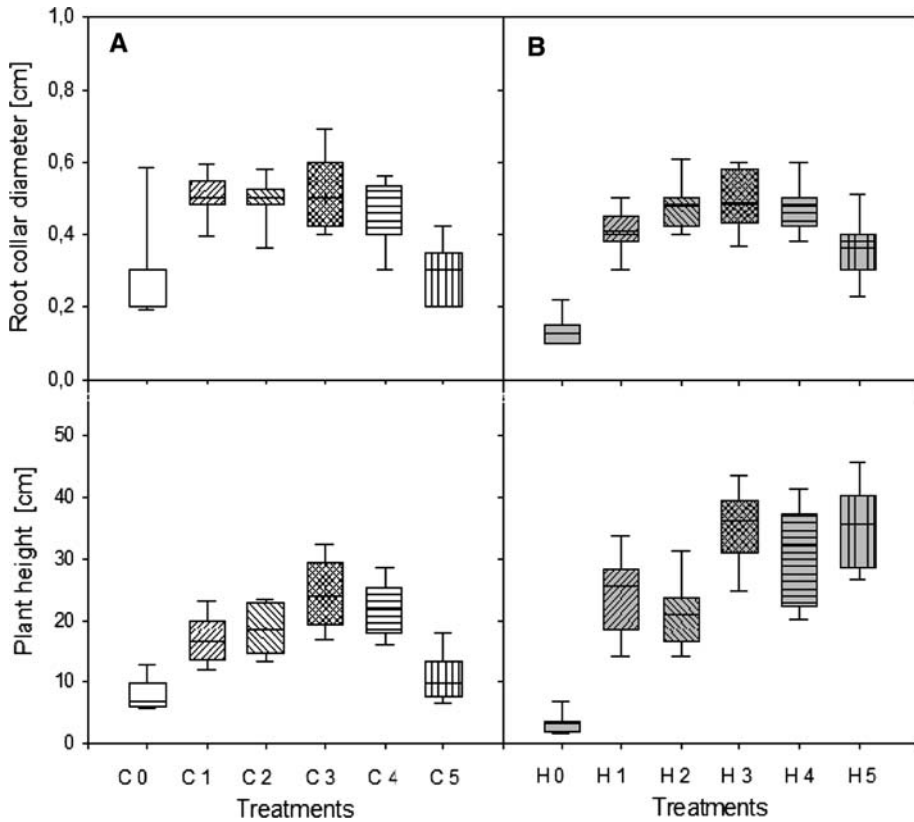 A
B
Root collar diameter [cm]
1,0
0,8
0,6
0,4
0,2
0,0
Plant height [cm]
50
40
30
20
10
0
C 0 C 1 C 2 C 3 C 4 C 5
H 0 H 1 H 2 H 3 H 4 H 5
Treatments
Treatments